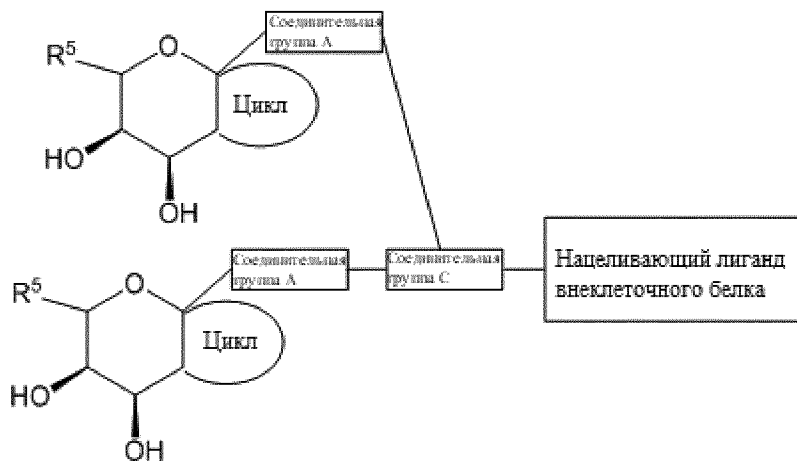 Соединительная
группа A
R⁵
O
Цикл
HO
OH
Соединительная
группа A
Соединительная
группа C
Нацеливающий лиганд
внеклеточного белка
R⁵
O
Цикл
HO
OH